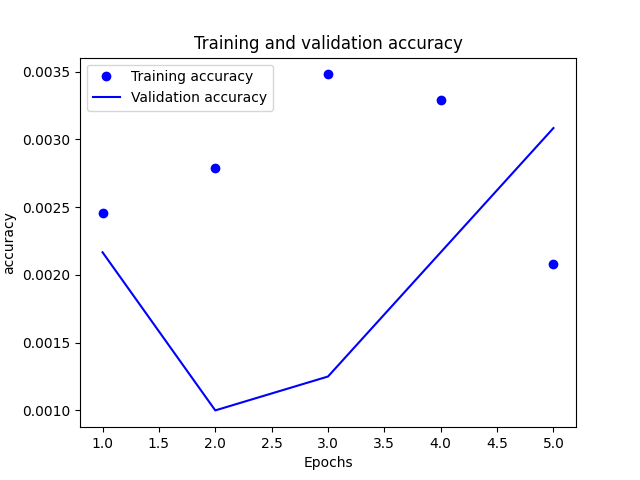 Training and validation accuracy
Training accuracy
Validation accuracy
accuracy
0.0035
0.0030
0.0025
0.0020
0.0015
0.0010
1.0 1.5 2.0 2.5 3.0 3.5 4.0 4.5 5.0
Epochs